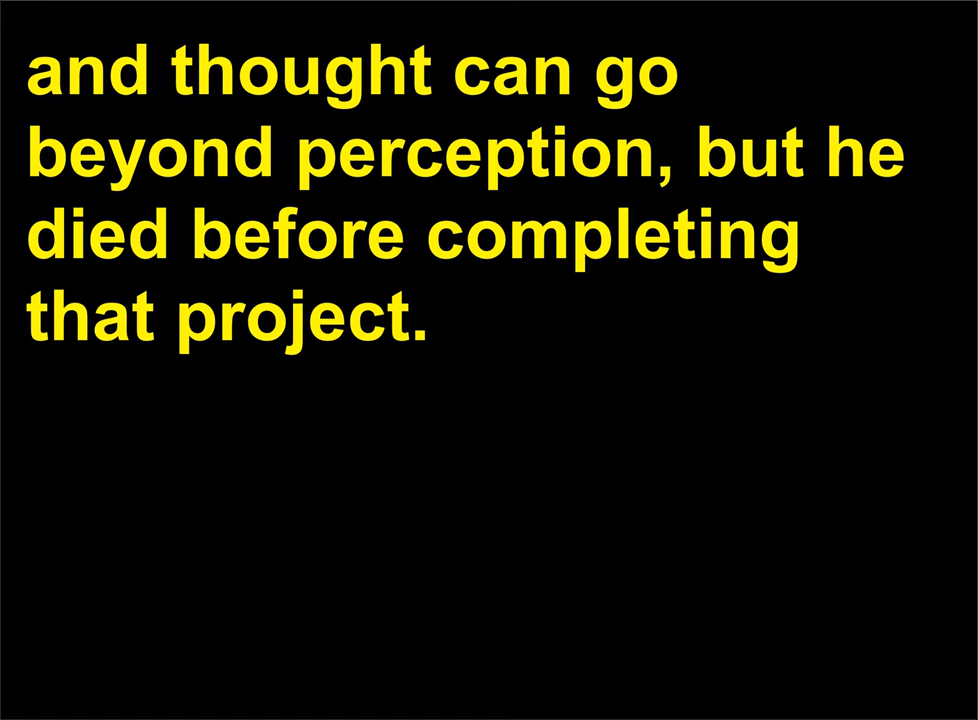 and thought can go
beyond perception, but he
died before completing
that project.